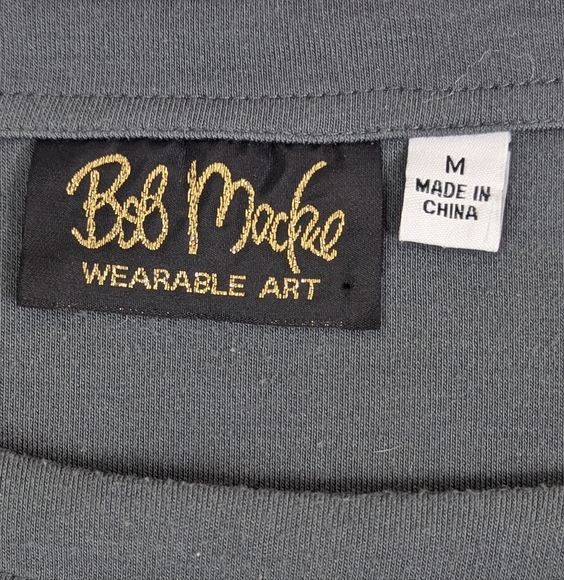 Bob Mackie
WEARABLE ART
M
MADE IN
CHINA